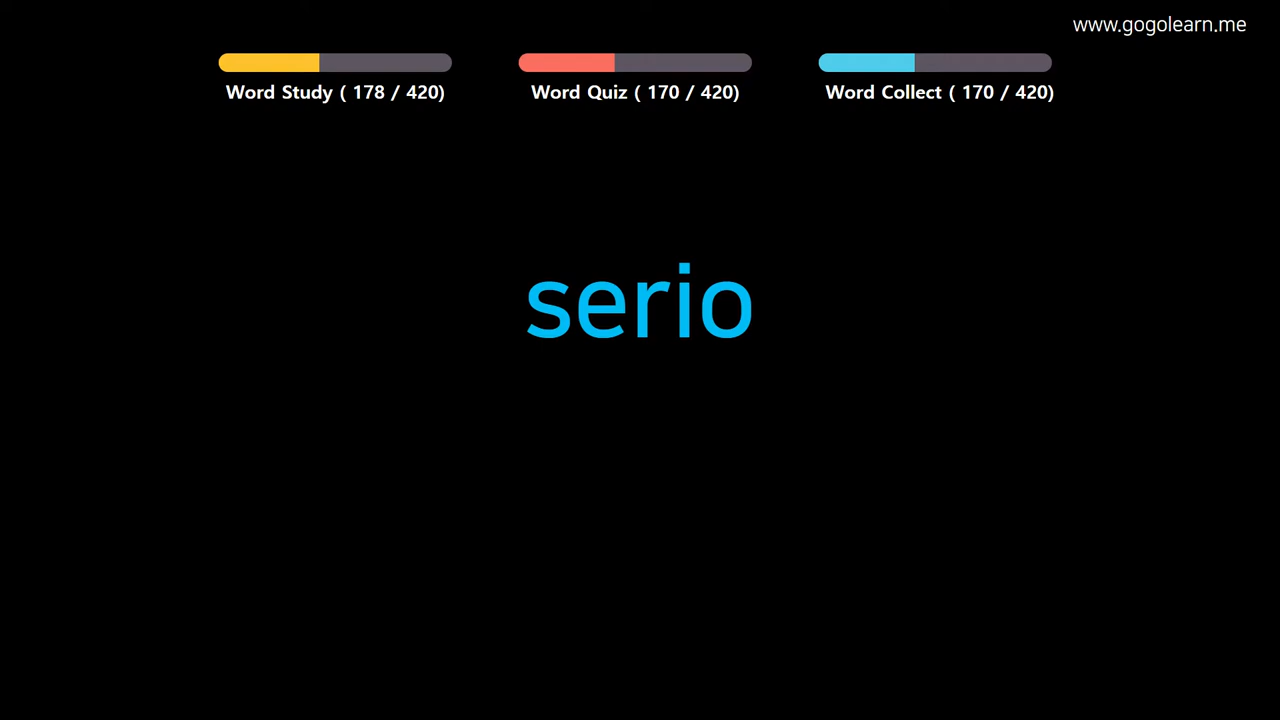 www.gogolearn.me
Word Study ( 178 / 420)
Word Quiz ( 170 / 420)
Word Collect ( 170 / 420)
serio